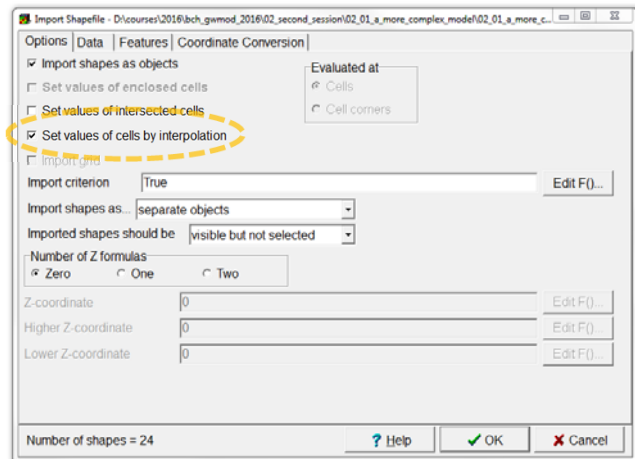 Import Shapefile - D:\courses\2016\bch_gwmod_2016\02_second_session\02_01_a_more_complex_model\02_01_a_more_c...
Options Data Features Coordinate Conversion
Import shapes as objects
Evaluated at
Set values of enclosed cells
Cells
Set values of intersected cells
Cell corners
Set values of cells by interpolation
Import grid
Import criterion True Edit F()...
Import shapes as... separate objects
Imported shapes should be visible but not selected
Number of Z formulas
Zero One Two
Z-coordinate 0 Edit F()...
Higher Z-coordinate 0 Edit F()...
Lower Z-coordinate 0 Edit F()...
Number of shapes = 24 ? Help OK Cancel